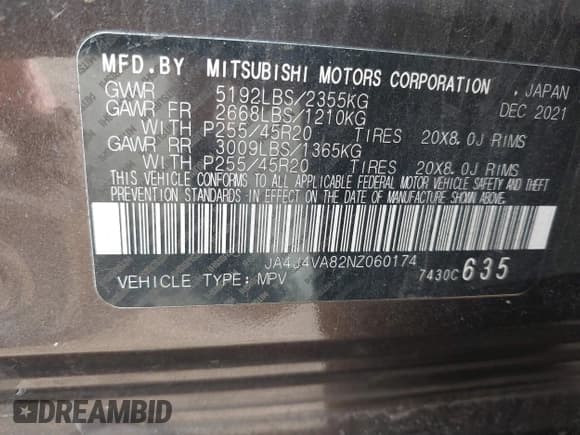 MFD.BY MITSUBISHI MOTORS CORPORATION , JAPAN
GVWR 5192LBS/2355KG DEC 2021
GAWR FR 2668LBS/1210KG
WITH P255/45R20 TIRES 20X8.0J RIMS
GAWR RR 3009LBS/1365KG
WITH P255/45R20 TIRES 20X8.0J RIMS
THIS VEHICLE CONFORMS TO ALL APPLICABLE FEDERAL MOTOR VEHICLE SAFETY AND THEFT
PREVENTION STANDARDS IN EFFECT ON THE DATE OF MANUFACTURE SHOWN ABOVE.
JA4J4VA82NZ060174
VEHICLE TYPE: MPV 7430C 635
DREAMBID